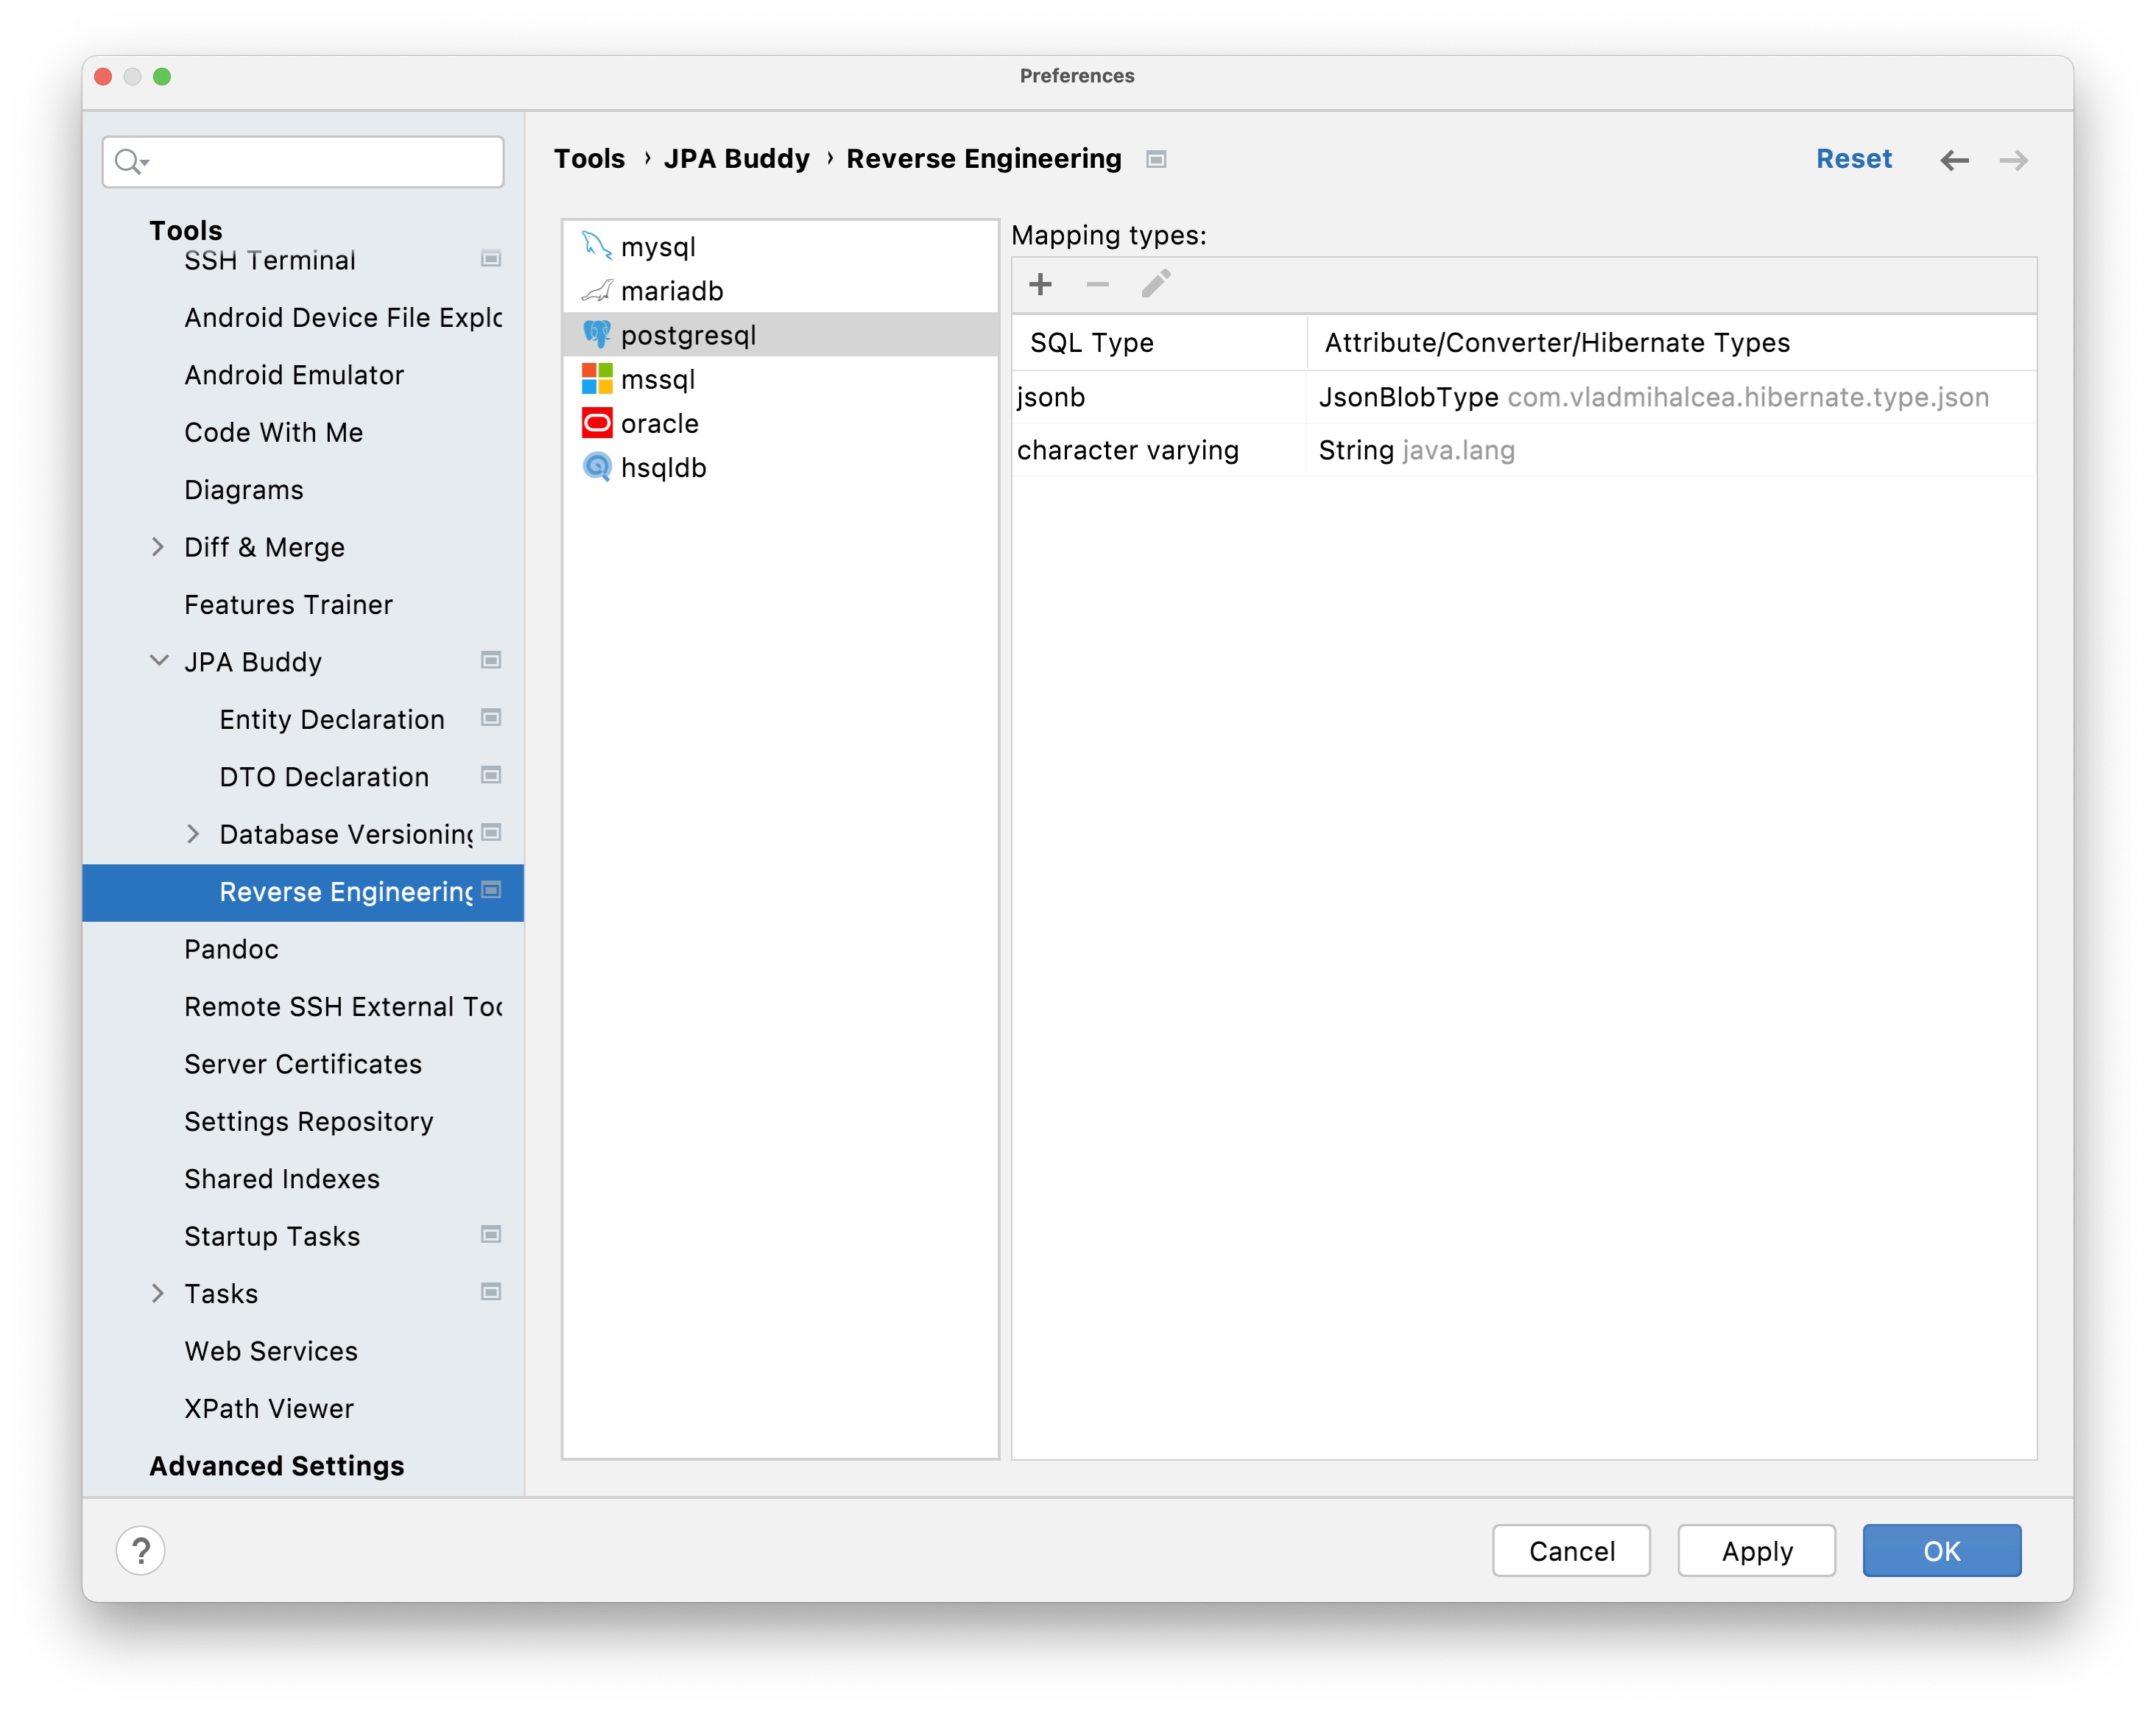 Preferences
Tools
SSH Terminal
Android Device File Explo
Android Emulator
Code With Me
Diagrams
Diff & Merge
Features Trainer
JPA Buddy
Entity Declaration
DTO Declaration
Database Versioning
Reverse Engineering
Pandoc
Remote SSH External Too
Server Certificates
Settings Repository
Shared Indexes
Startup Tasks
Tasks
Web Services
XPath Viewer
Advanced Settings
Tools › JPA Buddy › Reverse Engineering
Reset
mysql
mariadb
postgresql
mssql
oracle
hsqldb
Mapping types:
SQL Type Attribute/Converter/Hibernate Types
jsonb JsonBlobType com.vladmihalcea.hibernate.type.json
character varying String java.lang
? Cancel Apply OK